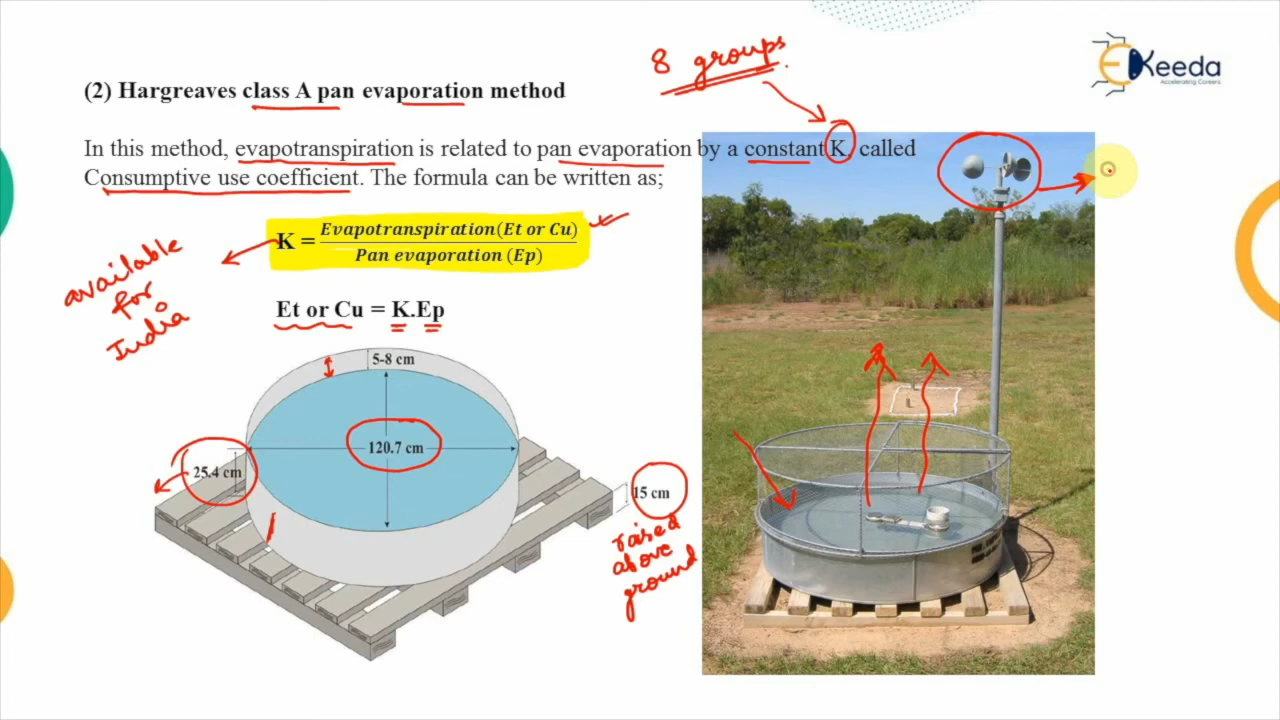 8 groups.
EKeeda
Accelerating Careers
(2) Hargreaves class A pan evaporation method
In this method, evapotranspiration is related to pan evaporation by a constant K, called
Consumptive use coefficient. The formula can be written as;
K = Evapotranspiration(Et or Cu)
Pan evaporation (Ep)
available
for
India
Et or Cu = K.Ep
5-8 cm
120.7 cm
25.4 cm
15 cm
raised
above
ground